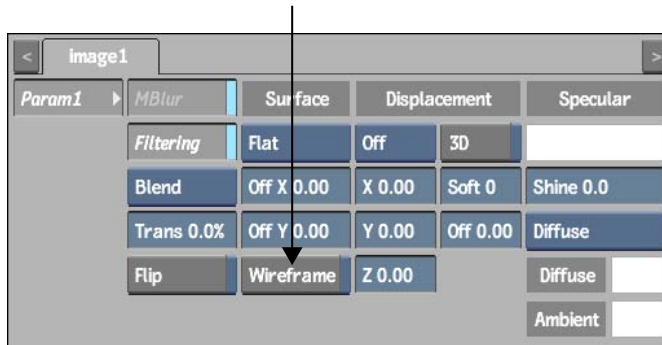 < image1 >
Param1 MBlur Surface Displacement Specular
Filtering Flat Off 3D
Blend Off X 0.00 X 0.00 Soft 0 Shine 0.0
Trans 0.0% Off Y 0.00 Y 0.00 Off 0.00 Diffuse
Flip Wireframe Z 0.00 Diffuse
Ambient